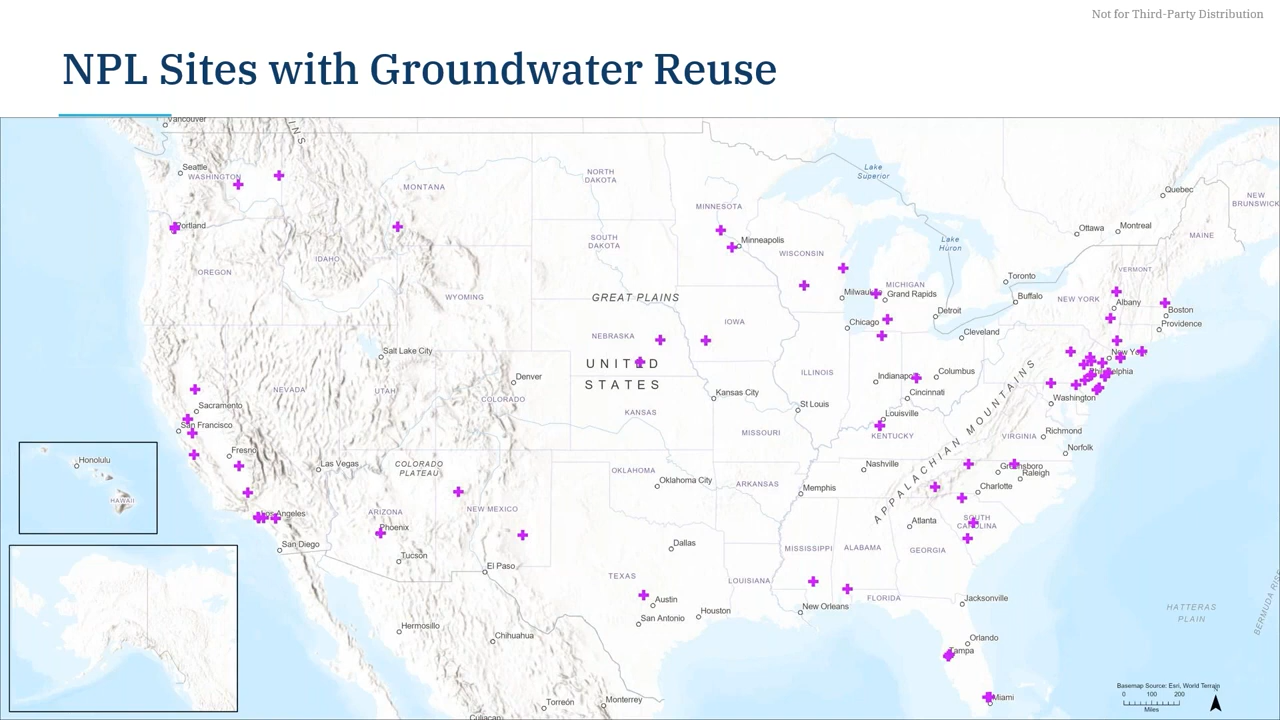 Not for Third-Party Distribution
NPL Sites with Groundwater Reuse
Vancouver
Seattle
WASHINGTON
Portland
OREGON
IDAHO
MONTANA
NORTH
DAKOTA
SOUTH
DAKOTA
MINNESOTA
Minneapolis
WISCONSIN
Lake
Superior
Lake
Huron
MICHIGAN
Grand Rapids
Detroit
Chicago
Ottawa
Montreal
Quebec
NEW
BRUNSWICK
MAINE
VERMONT
Toronto
Buffalo
NEW YORK
Albany
Boston
Providence
WYOMING
GREAT PLAINS
IOWA
NEBRASKA
UNITED
STATES
Cleveland
Salt Lake City
NEVADA
UTAH
Denver
COLORADO
KANSAS
Kansas City
ILLINOIS
St Louis
MISSOURI
Columbus
Cincinnati
Louisville
KENTUCKY
Washington
Richmond
VIRGINIA
Norfolk
APPALACHIAN MOUNTAINS
Sacramento
San Francisco
Fresno
Las Vegas
COLORADO
PLATEAU
Los Angeles
San Diego
ARIZONA
Phoenix
Tucson
NEW MEXICO
El Paso
OKLAHOMA
Oklahoma City
ARKANSAS
Memphis
Nashville
Greensboro
Raleigh
Charlotte
SOUTH
CAROLINA
Atlanta
GEORGIA
ALABAMA
MISSISSIPPI
LOUISIANA
New Orleans
TEXAS
Dallas
Austin
San Antonio
Houston
FLORIDA
Jacksonville
Orlando
Tampa
Miami
Hermosillo
Chihuahua
Torreón
Monterrey
Honolulu
HAWAII
HATTERAS
PLAIN
Basemap Source: Esri, World Terrain
0 100 200
Miles